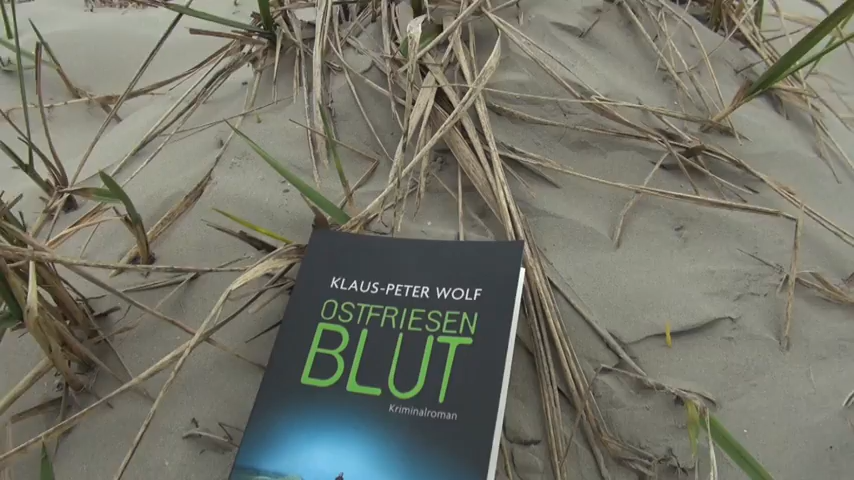 KLAUS-PETER WOLF
OSTFRIESEN
BLUT
Kriminalroman